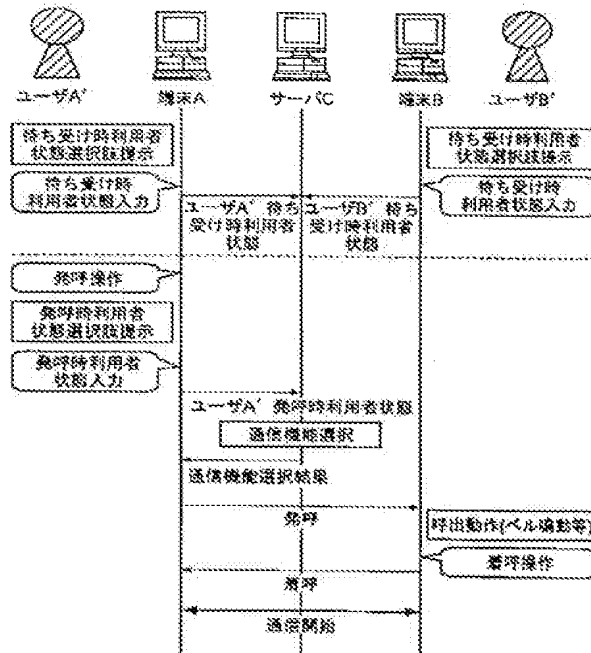 ユーザA'
端末A
サーバC
端末B
ユーザB'
待ち受け時利用者
状態選択肢提示
待ち受け時利用者
状態選択肢提示
待ち受け時
利用者状態入力
待ち受け時
利用者状態入力
ユーザA' 待ち
受け時利用者
状態
ユーザB' 待ち
受け時利用者
状態
発呼操作
発呼時利用者
状態選択肢提示
発呼時利用者
状態入力
ユーザA' 発呼時利用者状態
通信機能選択
通信機能選択結果
発呼
呼出動作(ベル鳴動等)
着呼操作
着呼
通信開始